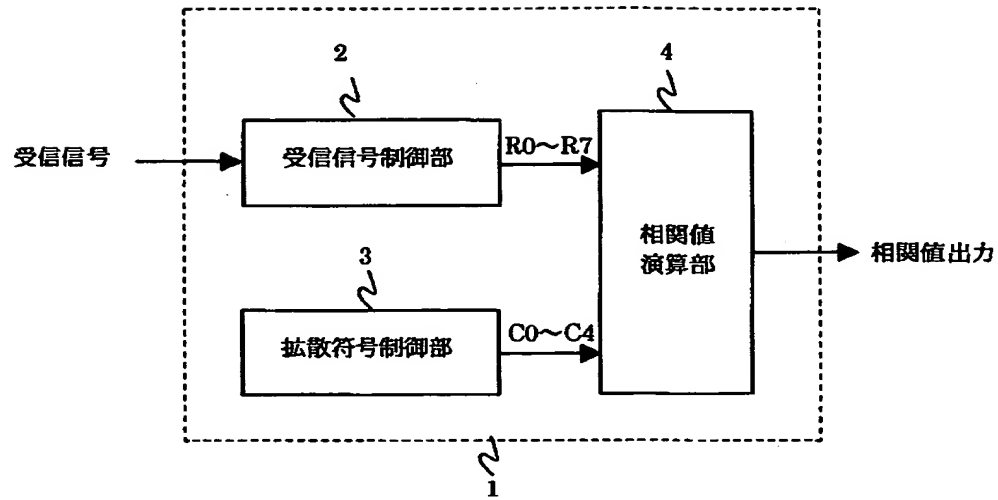 2
4
受信信号
受信信号制御部
R0～R7
相関値
演算部
相関値出力
3
拡散符号制御部
C0～C4
1